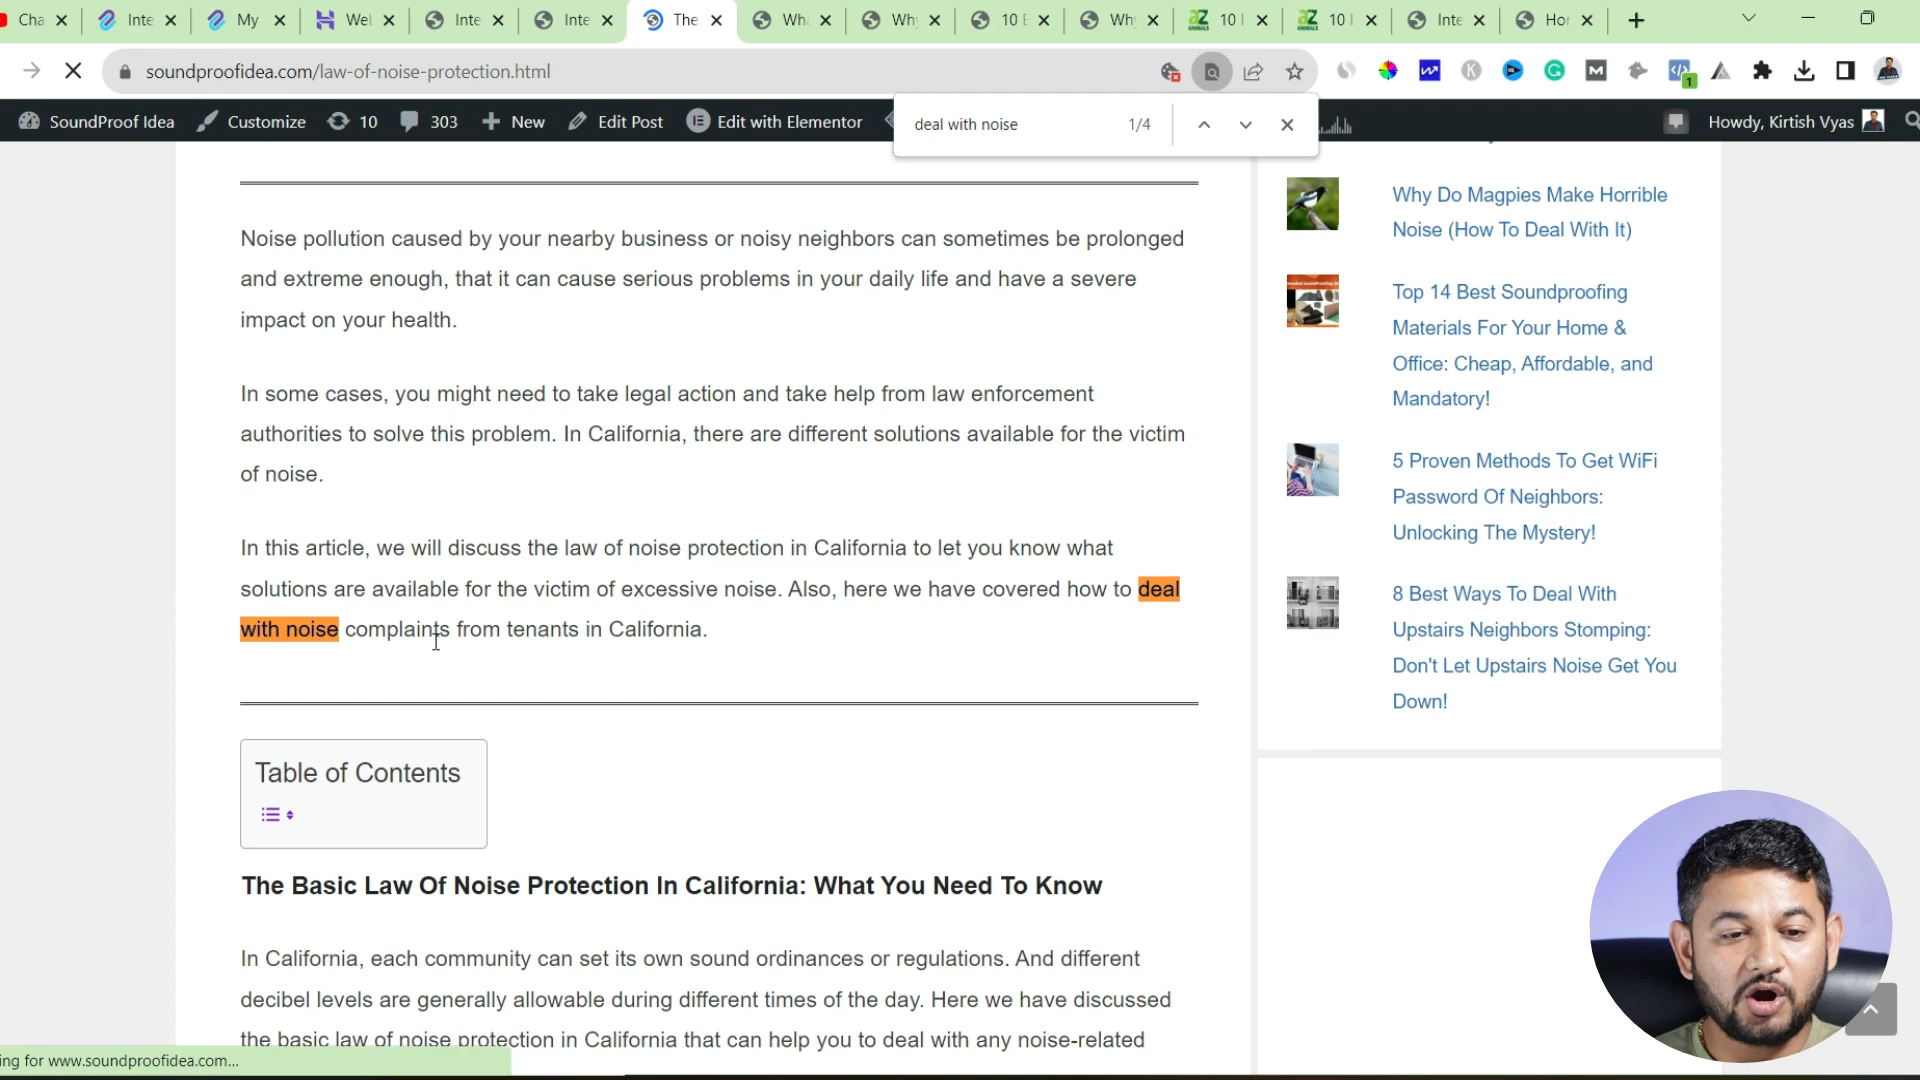 Cha
Inte
My
Wel
Inte
Inte
The
Wha
Why
10 E
Why
10 I
10 I
Inte
Hor
soundproofidea.com/law-of-noise-protection.html
1
SoundProof Idea
Customize
10
303
New
Edit Post
Edit with Elementor
Howdy, Kirtish Vyas
deal with noise
1/4
Noise pollution caused by your nearby business or noisy neighbors can sometimes be prolonged
and extreme enough, that it can cause serious problems in your daily life and have a severe
impact on your health.
In some cases, you might need to take legal action and take help from law enforcement
authorities to solve this problem. In California, there are different solutions available for the victim
of noise.
In this article, we will discuss the law of noise protection in California to let you know what
solutions are available for the victim of excessive noise. Also, here we have covered how to deal
with noise complaints from tenants in California.
Table of Contents
The Basic Law Of Noise Protection In California: What You Need To Know
In California, each community can set its own sound ordinances or regulations. And different
decibel levels are generally allowable during different times of the day. Here we have discussed
the basic law of noise protection in California that can help you to deal with any noise-related
Why Do Magpies Make Horrible
Noise (How To Deal With It)
Top 14 Best Soundproofing
Materials For Your Home &
Office: Cheap, Affordable, and
Mandatory!
5 Proven Methods To Get WiFi
Password Of Neighbors:
Unlocking The Mystery!
8 Best Ways To Deal With
Upstairs Neighbors Stomping:
Don't Let Upstairs Noise Get You
Down!
ing for www.soundproofidea.com...